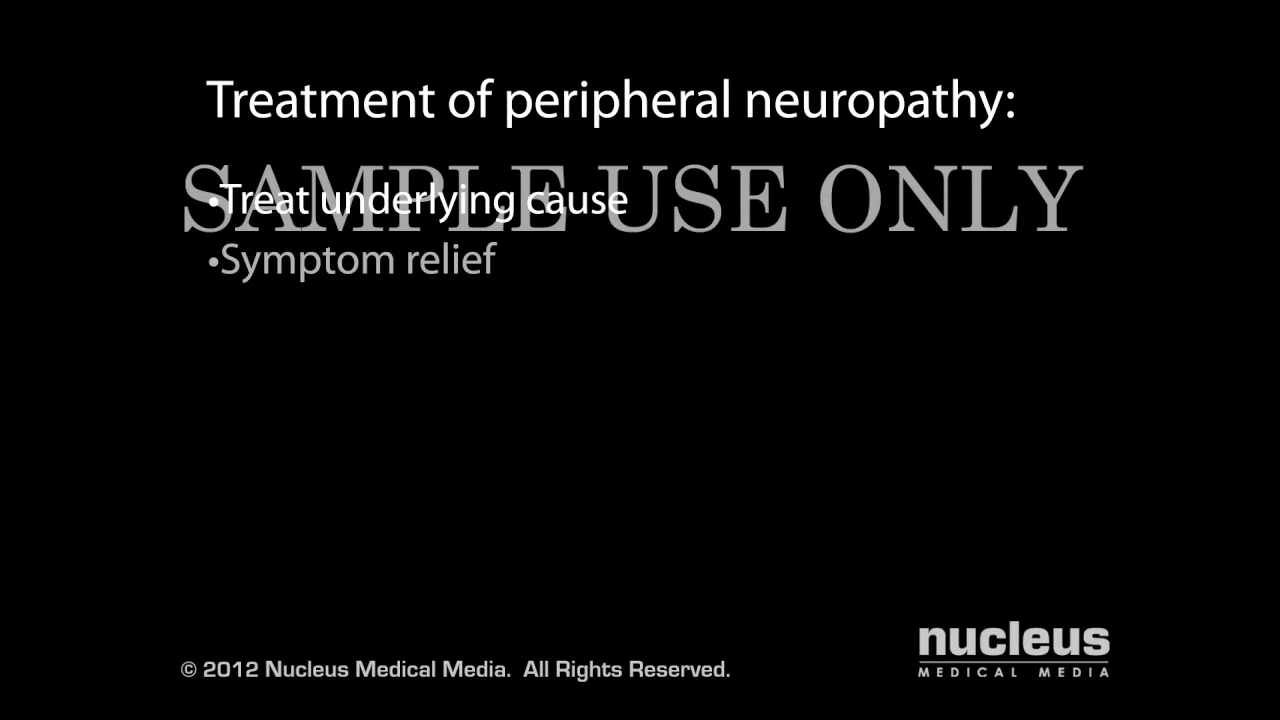 Treatment of peripheral neuropathy:
SAMPLE USE ONLY
•Treat underlying cause
•Symptom relief
nucleus
MEDICAL MEDIA
© 2012 Nucleus Medical Media. All Rights Reserved.